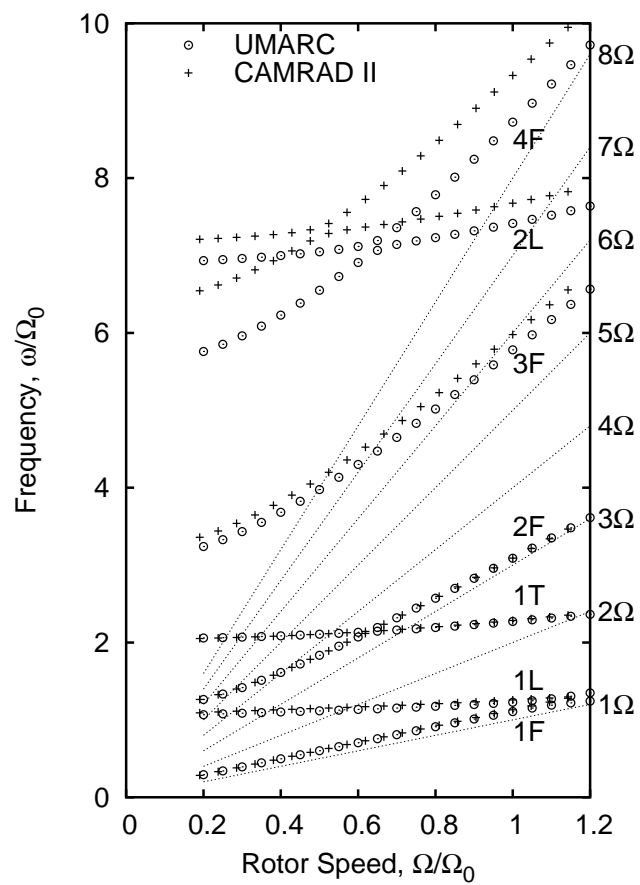 10
UMARC
CAMRAD II
8Ω
4F
7Ω
8
2L
6Ω
6
3F
5Ω
4Ω
4
3Ω
2F
1T
2
2Ω
1L
1Ω
1F
0
0 0.2 0.4 0.6 0.8 1 1.2
Rotor Speed, Ω/Ω₀
Frequency, ω/Ω₀